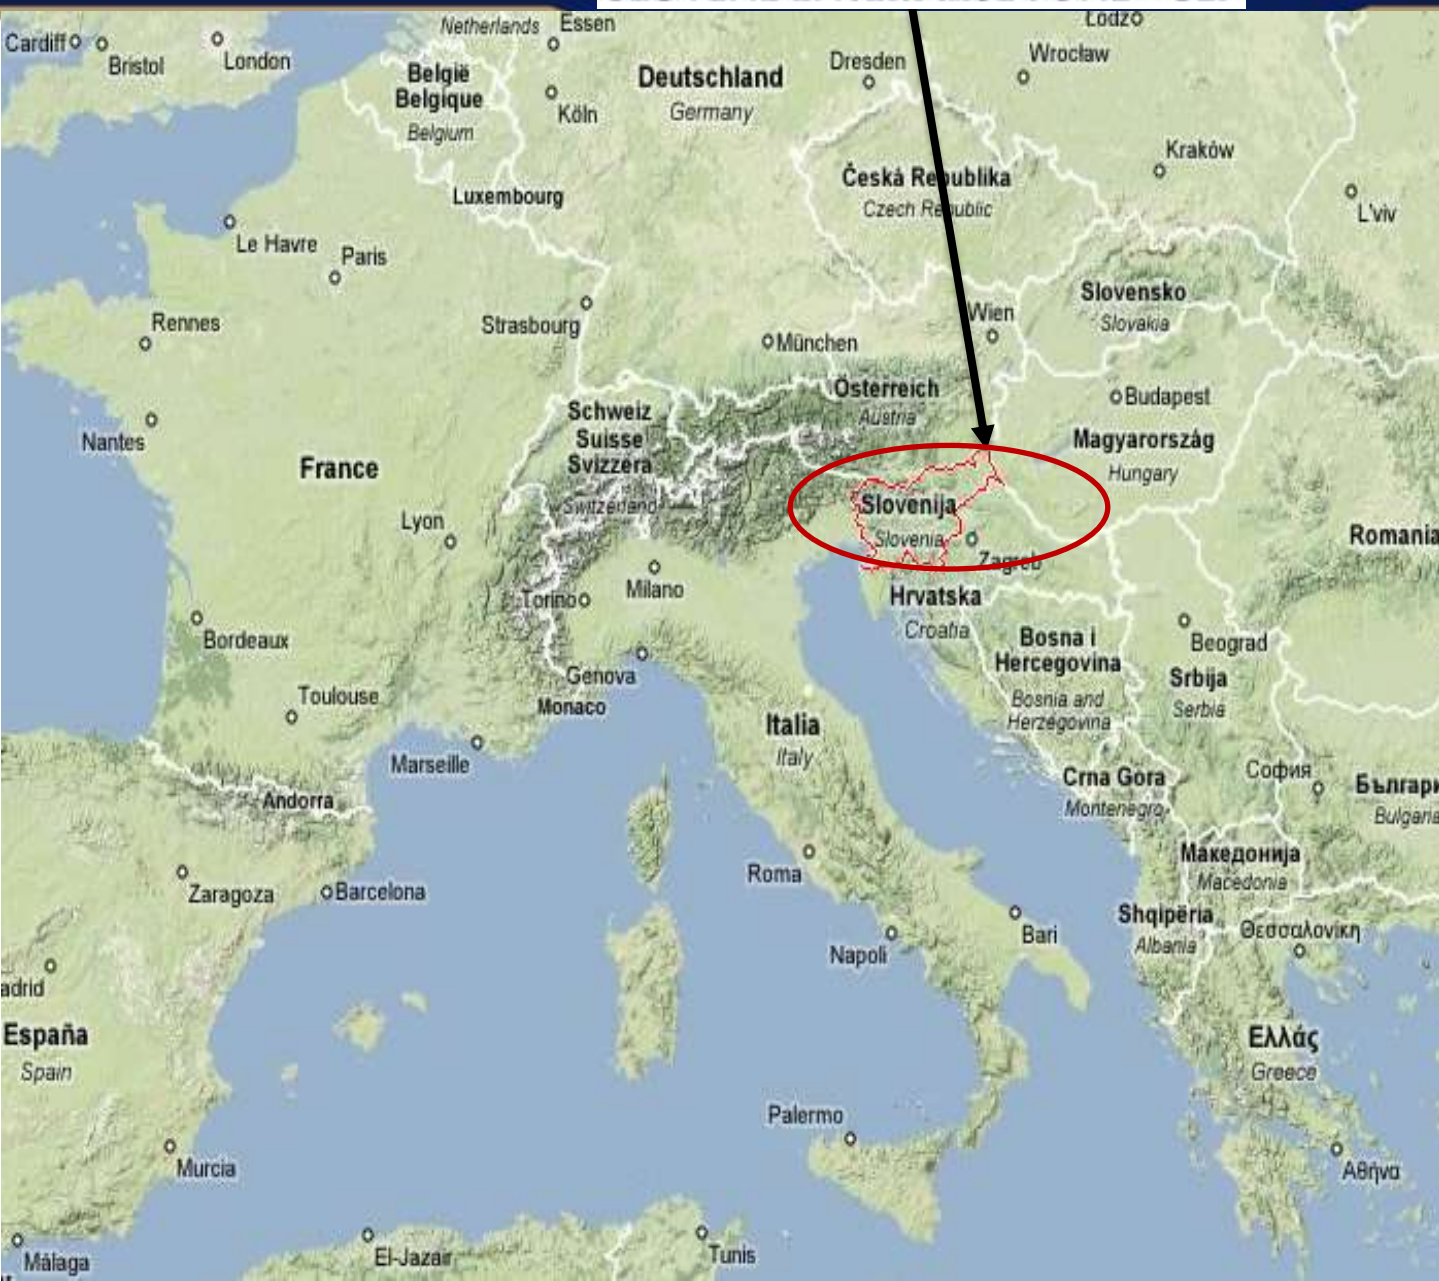 Netherlands
Essen
Łódź
Cardiff
Bristol
London
België
Belgique
Belgium
Köln
Deutschland
Germany
Dresden
Wrocław
Kraków
L'viv
Luxembourg
Česká Republika
Czech Republic
Le Havre
Paris
Strasbourg
Rennes
München
Wien
Slovensko
Slovakia
Österreich
Austria
Budapest
Magyarország
Hungary
Nantes
France
Schweiz
Suisse
Svizzera
Switzerland
Slovenija
Slovenia
Zagreb
Romania
Lyon
Milano
Torino
Hrvatska
Croatia
Bosna i
Hercegovina
Bosnia and
Herzegovina
Beograd
Srbija
Serbia
Bordeaux
Genova
Monaco
Toulouse
Italia
Italy
Marseille
Andorra
Crna Gora
Montenegro
София
Българи
Bulgaria
Roma
Македонија
Macedonia
Zaragoza
Barcelona
Shqipëria
Albania
Θεσσαλονίκη
Napoli
Bari
adrid
España
Spain
Ελλάς
Greece
Palermo
Murcia
Αθήνα
Málaga
El-Jazair
Tunis